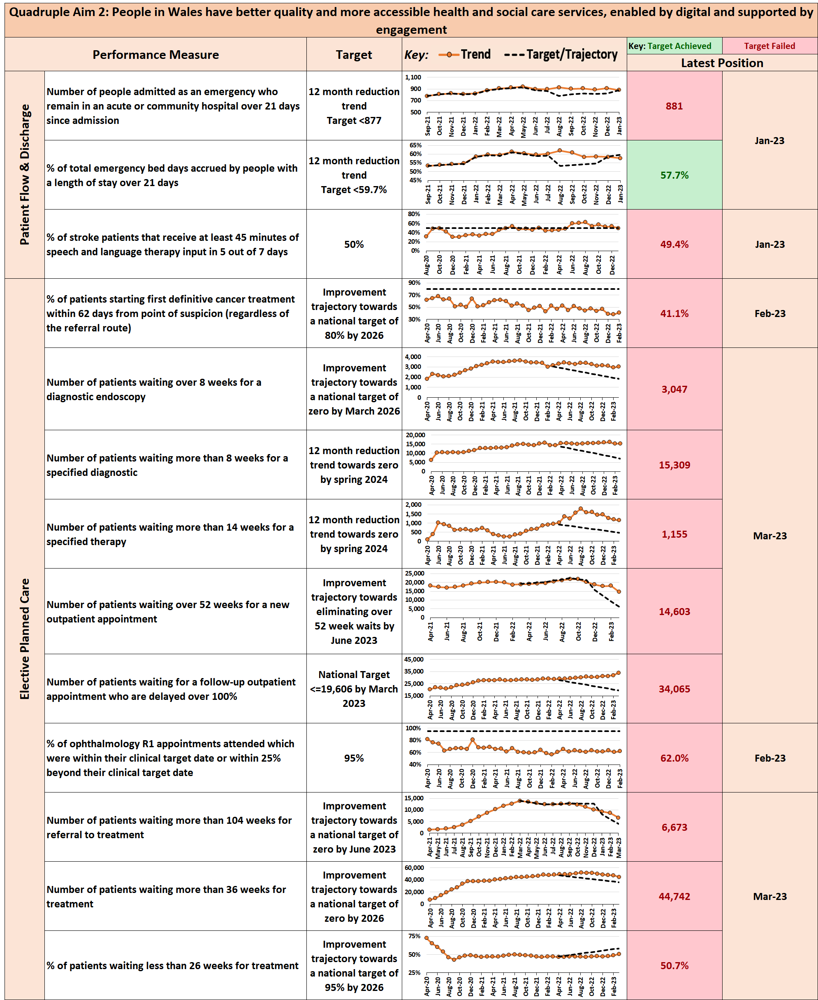 Quadruple Aim 2: People in Wales have better quality and more accessible health and social care services, enabled by digital and supported by
engagement
Performance Measure
Target
Key: Trend Target/Trajectory
Key: Target Achieved
Target Failed
Latest Position
Patient Flow & Discharge
Number of people admitted as an emergency who
remain in an acute or community hospital over 21 days
since admission
12 month reduction
trend
Target <877
1,100
900
700
500
Sep-21 Oct-21 Nov-21 Dec-21 Jan-22 Feb-22 Mar-22 Apr-22 May-22 Jun-22 Jul-22 Aug-22 Sep-22 Oct-22 Nov-22 Dec-22 Jan-23
881
Jan-23
% of total emergency bed days accrued by people with
a length of stay over 21 days
12 month reduction
trend
Target <59.7%
65%
60%
55%
50%
45%
Sep-21 Oct-21 Nov-21 Dec-21 Jan-22 Feb-22 Mar-22 Apr-22 May-22 Jun-22 Jul-22 Aug-22 Sep-22 Oct-22 Nov-22 Dec-22 Jan-23
57.7%
% of stroke patients that receive at least 45 minutes of
speech and language therapy input in 5 out of 7 days
50%
80%
60%
40%
20%
0%
Aug-20 Oct-20 Dec-20 Feb-21 Apr-21 Jun-21 Aug-21 Oct-21 Dec-21 Feb-22 Apr-22 Jun-22 Aug-22 Oct-22 Dec-22
49.4%
Jan-23
Elective Planned Care
% of patients starting first definitive cancer treatment
within 62 days from point of suspicion (regardless of
the referral route)
Improvement
trajectory towards
a national target of
80% by 2026
90%
70%
50%
30%
Apr-20 Jun-20 Aug-20 Oct-20 Dec-20 Feb-21 Apr-21 Jun-21 Aug-21 Oct-21 Dec-21 Feb-22 Apr-22 Jun-22 Aug-22 Oct-22 Dec-22 Feb-23
41.1%
Feb-23
Number of patients waiting over 8 weeks for a
diagnostic endoscopy
Improvement
trajectory towards
a national target of
zero by March 2026
4,000
3,000
2,000
1,000
0
Apr-20 Jun-20 Aug-20 Oct-20 Dec-20 Feb-21 Apr-21 Jun-21 Aug-21 Oct-21 Dec-21 Feb-22 Apr-22 Jun-22 Aug-22 Oct-22 Dec-22 Feb-23
3,047
Mar-23
Number of patients waiting more than 8 weeks for a
specified diagnostic
12 month reduction
trend towards zero
by spring 2024
20,000
15,000
10,000
5,000
0
Apr-20 Jun-20 Aug-20 Oct-20 Dec-20 Feb-21 Apr-21 Jun-21 Aug-21 Oct-21 Dec-21 Feb-22 Apr-22 Jun-22 Aug-22 Oct-22 Dec-22 Feb-23
15,309
Number of patients waiting more than 14 weeks for a
specified therapy
12 month reduction
trend towards zero
by spring 2024
2,000
1,500
1,000
500
0
Apr-20 Jun-20 Aug-20 Oct-20 Dec-20 Feb-21 Apr-21 Jun-21 Aug-21 Oct-21 Dec-21 Feb-22 Apr-22 Jun-22 Aug-22 Oct-22 Dec-22 Feb-23
1,155
Number of patients waiting over 52 weeks for a new
outpatient appointment
Improvement
trajectory towards
eliminating over
52 week waits by
June 2023
25,000
20,000
15,000
10,000
5,000
0
Apr-21 Jun-21 Aug-21 Oct-21 Dec-21 Feb-22 Apr-22 Jun-22 Aug-22 Oct-22 Dec-22 Feb-23
14,603
Number of patients waiting for a follow-up outpatient
appointment who are delayed over 100%
National Target
<=19,606 by March
2023
45,000
35,000
25,000
15,000
Apr-20 Jun-20 Aug-20 Oct-20 Dec-20 Feb-21 Apr-21 Jun-21 Aug-21 Oct-21 Dec-21 Feb-22 Apr-22 Jun-22 Aug-22 Oct-22 Dec-22 Feb-23
34,065
% of ophthalmology R1 appointments attended which
were within their clinical target date or within 25%
beyond their clinical target date
95%
100%
80%
60%
40%
Apr-20 Jun-20 Aug-20 Oct-20 Dec-20 Feb-21 Apr-21 Jun-21 Aug-21 Oct-21 Dec-21 Feb-22 Apr-22 Jun-22 Aug-22 Oct-22 Dec-22 Feb-23
62.0%
Feb-23
Number of patients waiting more than 104 weeks for
referral to treatment
Improvement
trajectory towards
a national target of
zero by June 2023
15,000
10,000
5,000
0
Apr-21 May-21 Jun-21 Jul-21 Aug-21 Sep-21 Oct-21 Nov-21 Dec-21 Jan-22 Feb-22 Mar-22 Apr-22 May-22 Jun-22 Jul-22 Aug-22 Sep-22 Oct-22 Nov-22 Dec-22 Jan-23 Feb-23 Mar-23
6,673
Mar-23
Number of patients waiting more than 36 weeks for
treatment
Improvement
trajectory towards
a national target of
zero by 2026
60,000
40,000
20,000
0
Apr-20 Jun-20 Aug-20 Oct-20 Dec-20 Feb-21 Apr-21 Jun-21 Aug-21 Oct-21 Dec-21 Feb-22 Apr-22 Jun-22 Aug-22 Oct-22 Dec-22 Feb-23
44,742
% of patients waiting less than 26 weeks for treatment
Improvement
trajectory towards
a national target of
95% by 2026
75%
50%
25%
Apr-20 Jun-20 Aug-20 Oct-20 Dec-20 Feb-21 Apr-21 Jun-21 Aug-21 Oct-21 Dec-21 Feb-22 Apr-22 Jun-22 Aug-22 Oct-22 Dec-22 Feb-23
50.7%